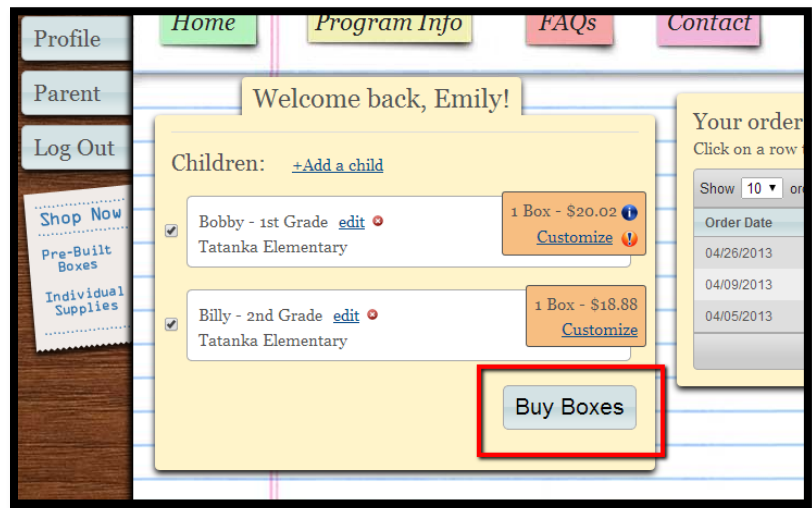 Home Program Info FAQs Contact
Profile
Parent
Log Out
Shop Now
Pre-Built
Boxes
Individual
Supplies
Welcome back, Emily!
Children: +Add a child
Bobby - 1st Grade edit
Tatanka Elementary
1 Box - $20.02
Customize
Billy - 2nd Grade edit
Tatanka Elementary
1 Box - $18.88
Customize
Buy Boxes
Your order
Click on a row
Show 10
Order Date
04/26/2013
04/09/2013
04/05/2013